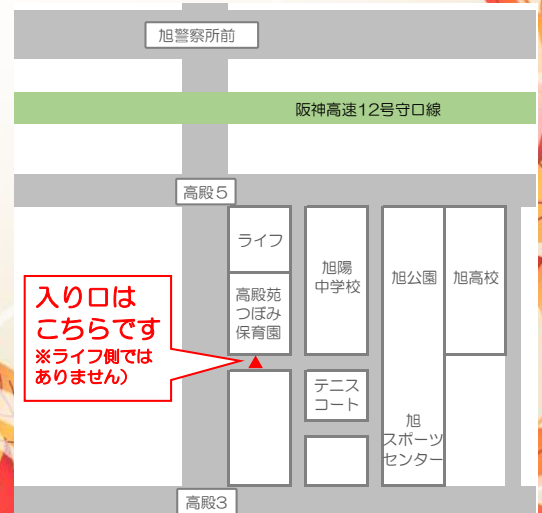 旭警察所前
阪神高速12号守口線
高殿5
ライフ
高殿苑
つぼみ
保育園
旭陽
中学校
旭公園
旭高校
入り口は
こちらです
※ライフ側では
ありません)
テニス
コート
旭
スポーツ
センター
高殿3